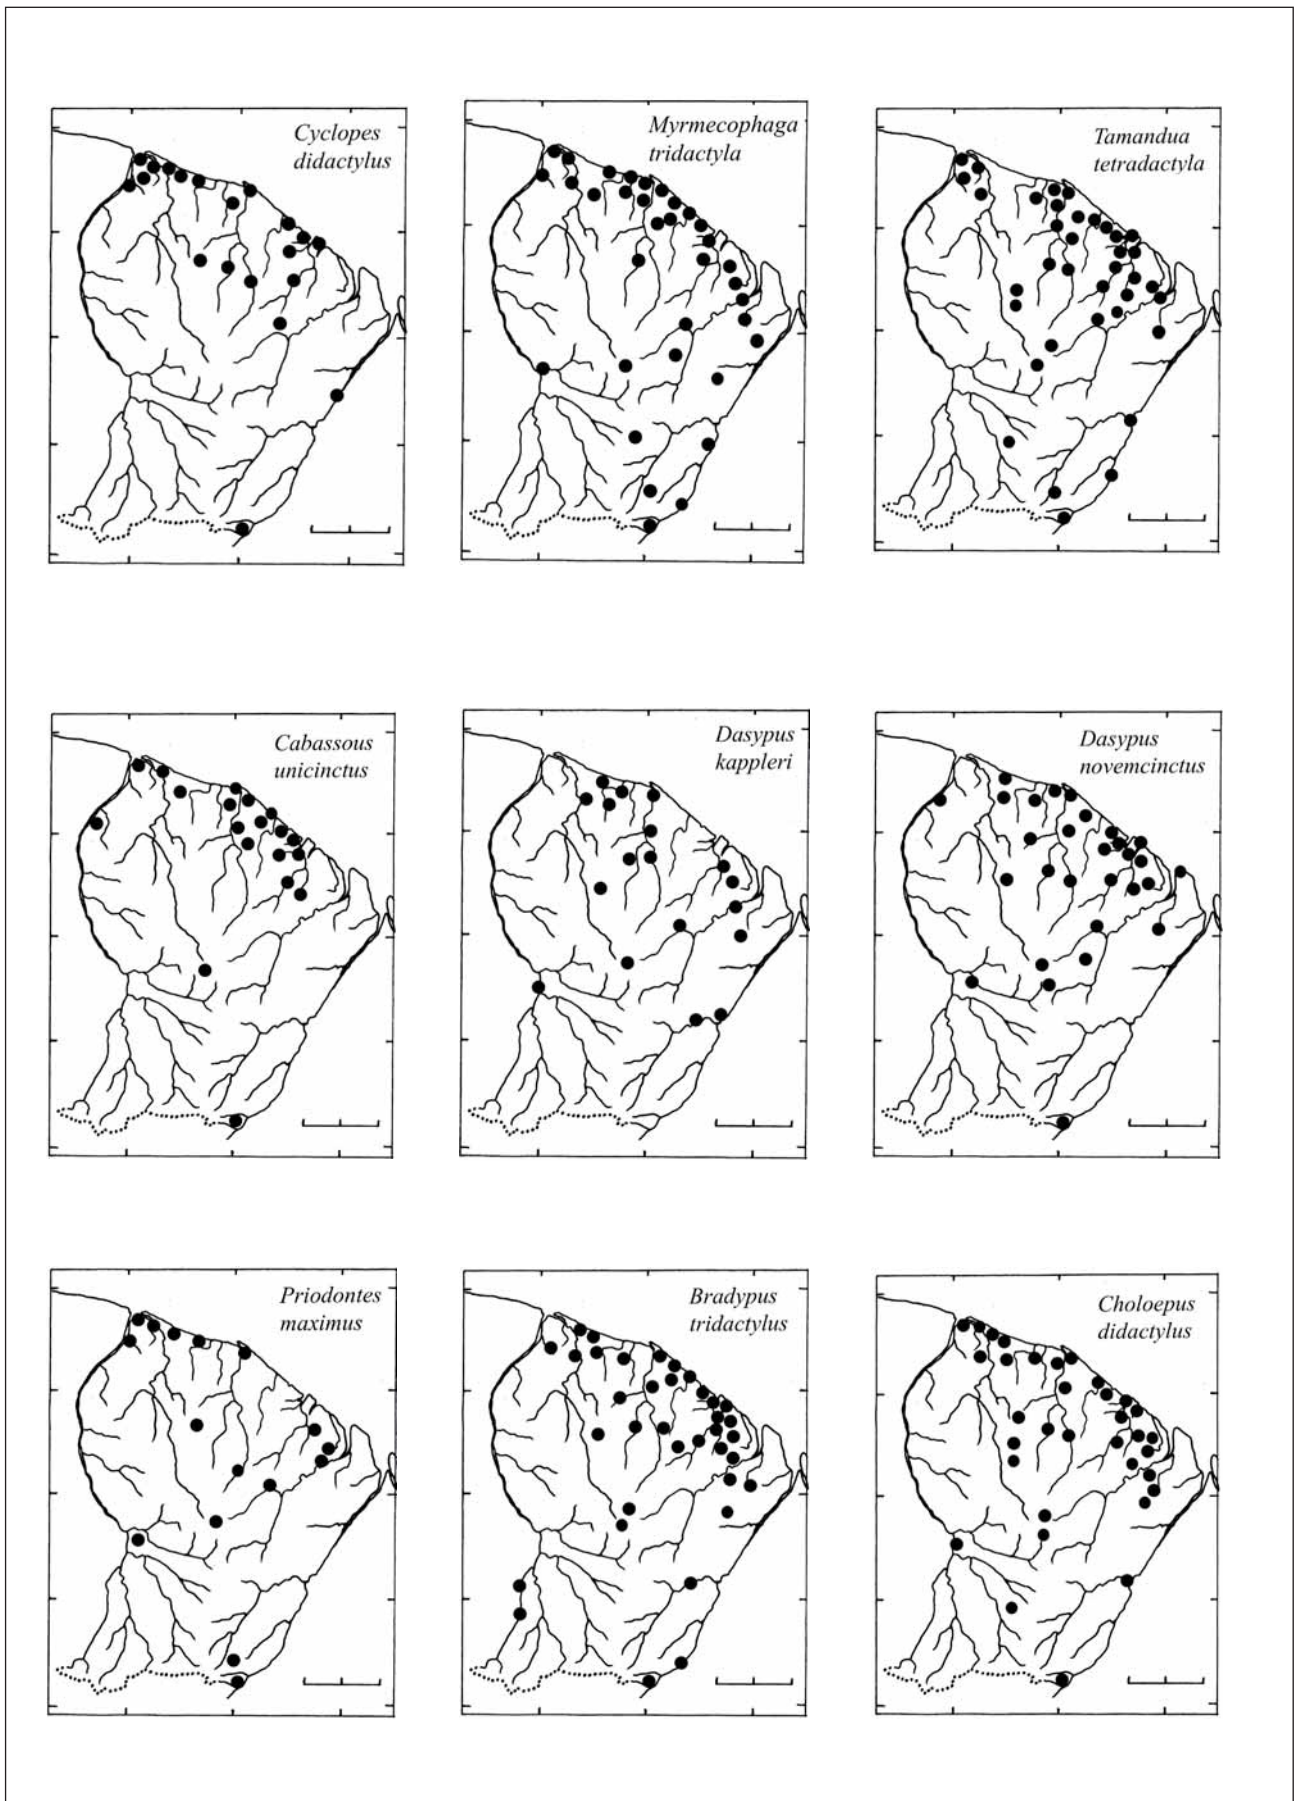 Cyclopes
didactylus
Myrmecophaga
tridactyla
Tamandua
tetradactyla
Cabassous
unicinctus
Dasypus
kappleri
Dasypus
novemcinctus
Priodontes
maximus
Bradypus
tridactylus
Choloepus
didactylus